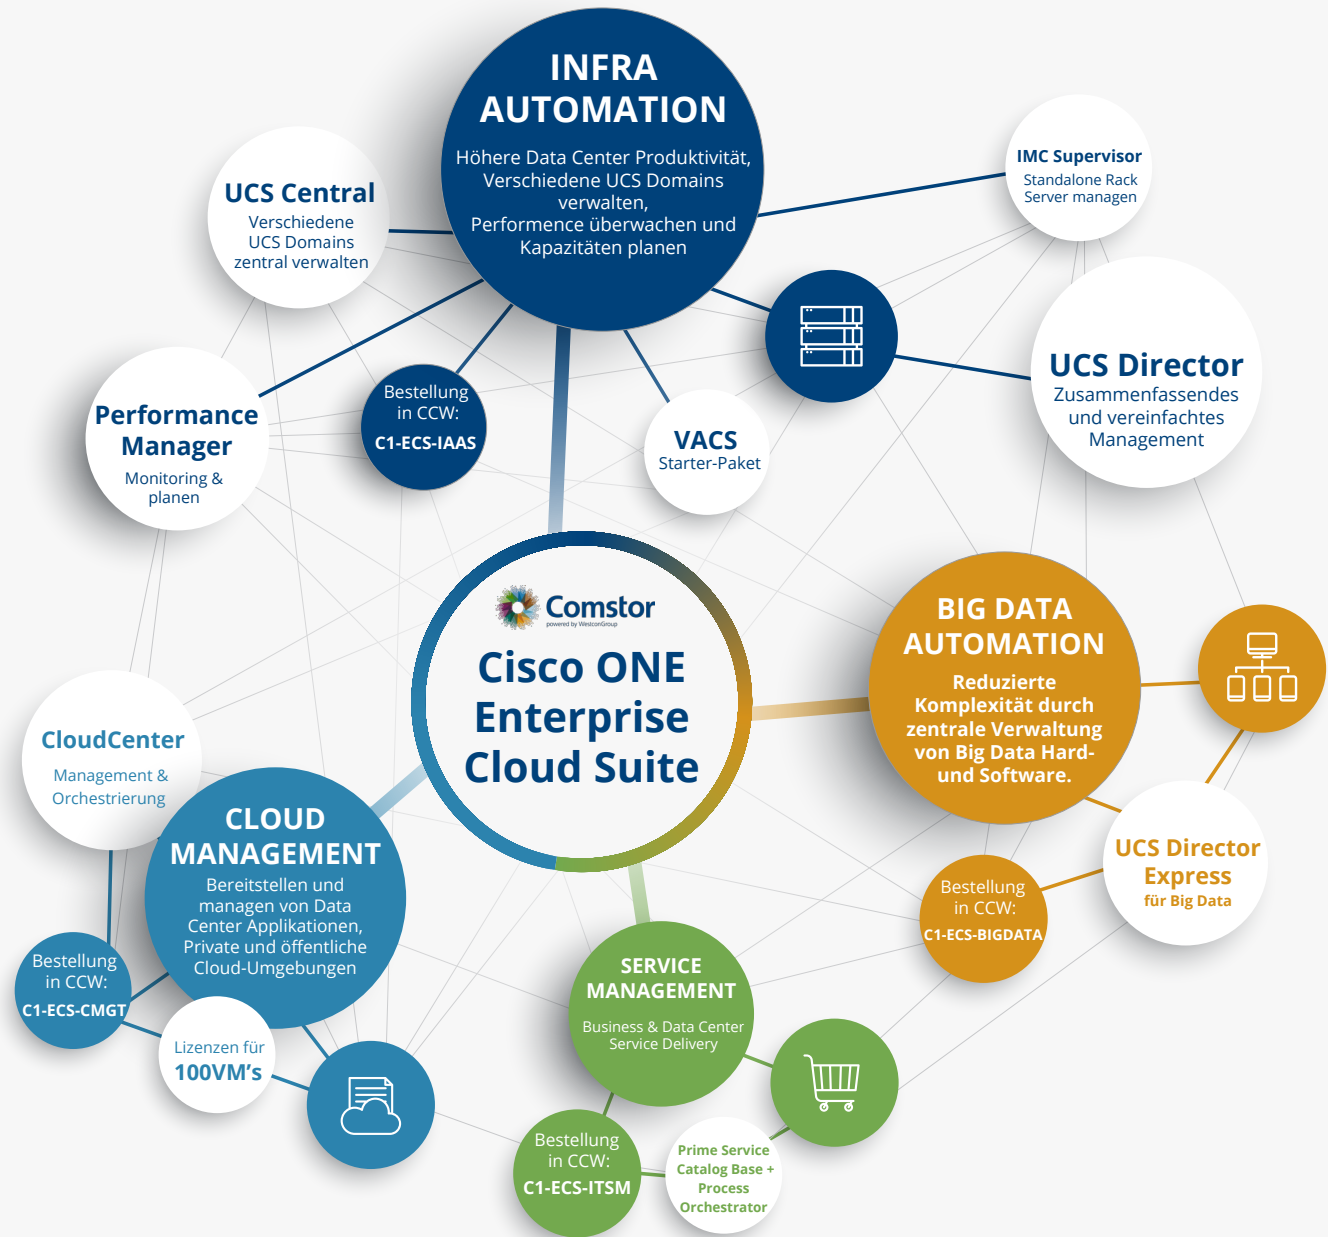 INFRA
AUTOMATION
Höhere Data Center Produktivität,
Verschiedene UCS Domains
verwalten,
Performence überwachen und
Kapazitäten planen
UCS Central
Verschiedene
UCS Domains
zentral verwalten
IMC Supervisor
Standalone Rack
Server managen
UCS Director
Zusammenfassendes
und vereinfachtes
Management
Performance
Manager
Monitoring &
planen
Bestellung
in CCW:
C1-ECS-IAAS
VACS
Starter-Paket
Comstor
powered by WestconGroup
Cisco ONE
Enterprise
Cloud Suite
BIG DATA
AUTOMATION
Reduzierte
Komplexität durch
zentrale Verwaltung
von Big Data Hard-
und Software.
UCS Director
Express
für Big Data
Bestellung
in CCW:
C1-ECS-BIGDATA
CloudCenter
Management &
Orchestrierung
CLOUD
MANAGEMENT
Bereitstellen und
managen von Data
Center Applikationen,
Private und öffentliche
Cloud-Umgebungen
Bestellung
in CCW:
C1-ECS-CMGT
Lizenzen für
100VM's
SERVICE
MANAGEMENT
Business & Data Center
Service Delivery
Bestellung
in CCW:
C1-ECS-ITSM
Prime Service
Catalog Base +
Process
Orchestrator